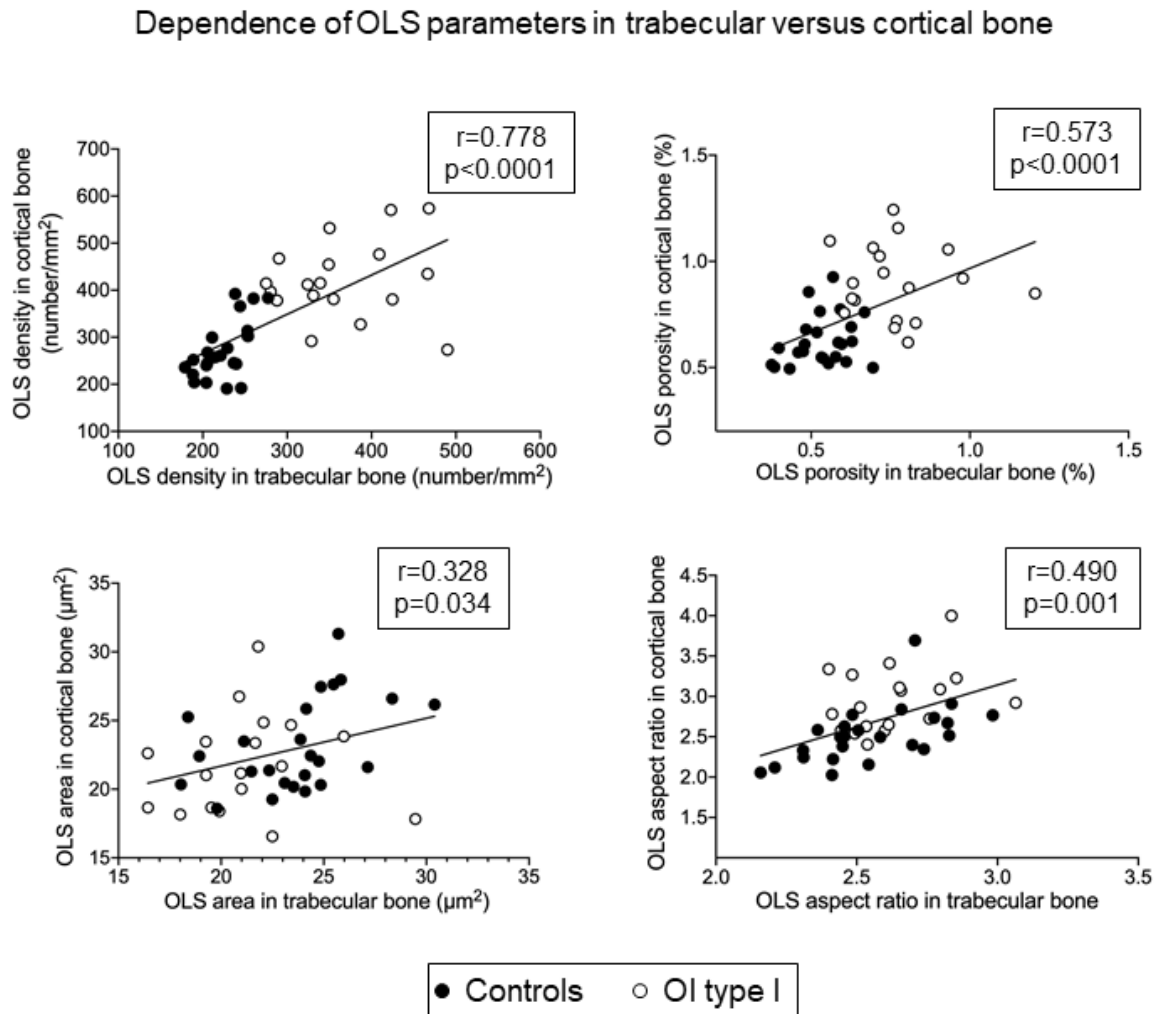 Dependence of OLS parameters in trabecular versus cortical bone
r=0.778
p<0.0001
OLS density in cortical bone
(number/mm²)
700
600
500
400
300
200
100
100 200 300 400 500 600
OLS density in trabecular bone (number/mm²)
r=0.573
p<0.0001
OLS porosity in cortical bone (%)
1.5
1.0
0.5
0.5 1.0 1.5
OLS porosity in trabecular bone (%)
r=0.328
p=0.034
OLS area in cortical bone (µm²)
35
30
25
20
15
15 20 25 30 35
OLS area in trabecular bone (µm²)
r=0.490
p=0.001
OLS aspect ratio in cortical bone
4.5
4.0
3.5
3.0
2.5
2.0
1.5
2.0 2.5 3.0 3.5
OLS aspect ratio in trabecular bone
Controls OI type I